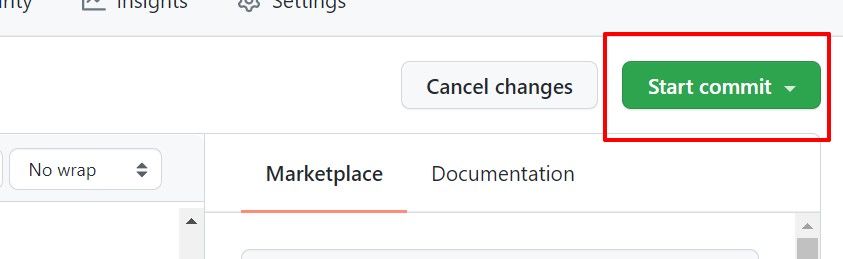 Insights
Settings
Cancel changes
Start commit
No wrap
Marketplace
Documentation